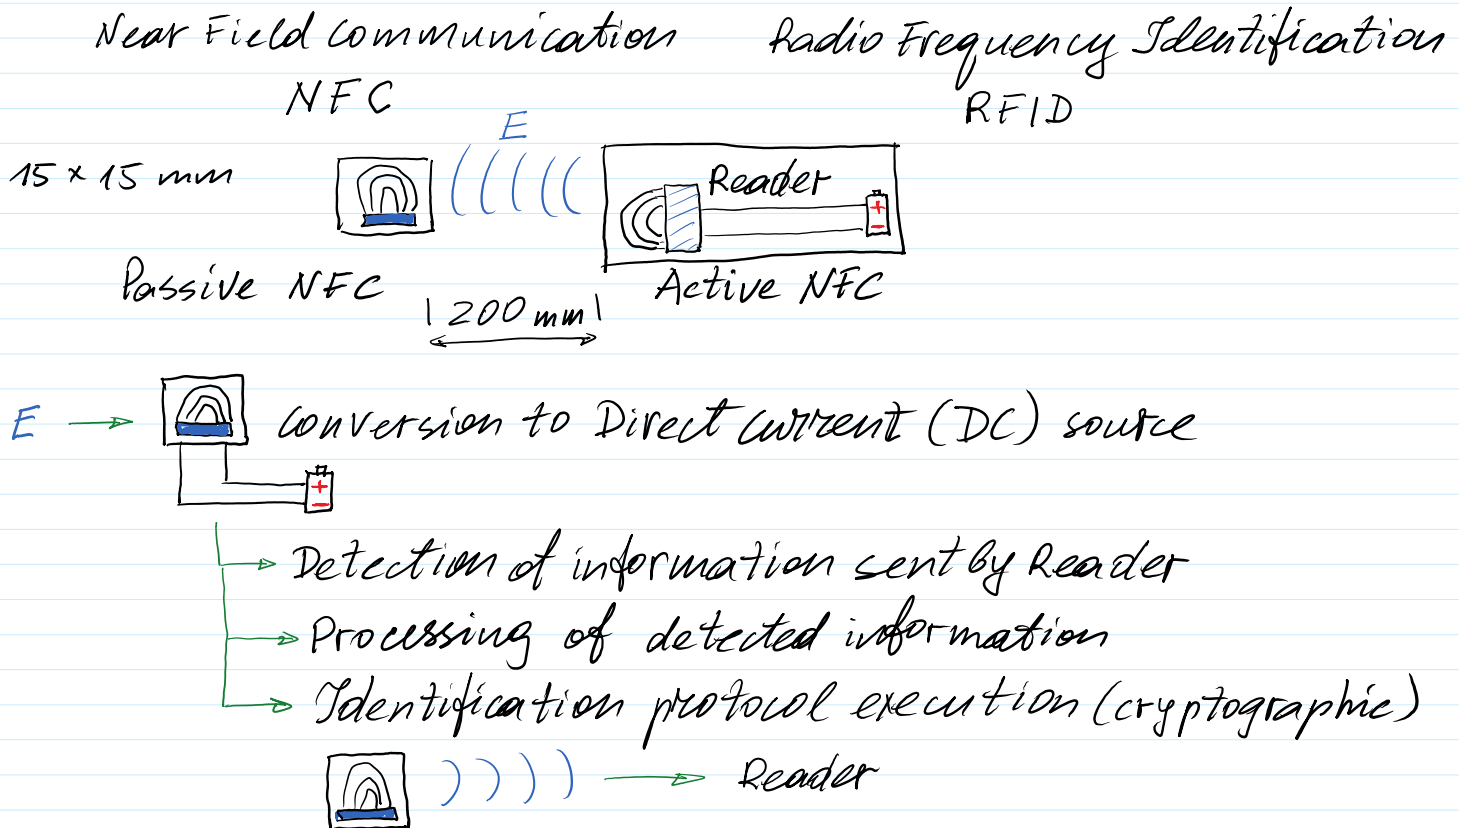 Near Field Communication
Radio Frequency Identification
NFC
RFID
E
15 × 15 mm
Reader
+
-
Passive NFC
Active NFC
200 mm
E
Conversion to Direct Current (DC) source
+
-
Detection of information sent by Reader
Processing of detected information
Identification protocol execution (cryptographic)
Reader